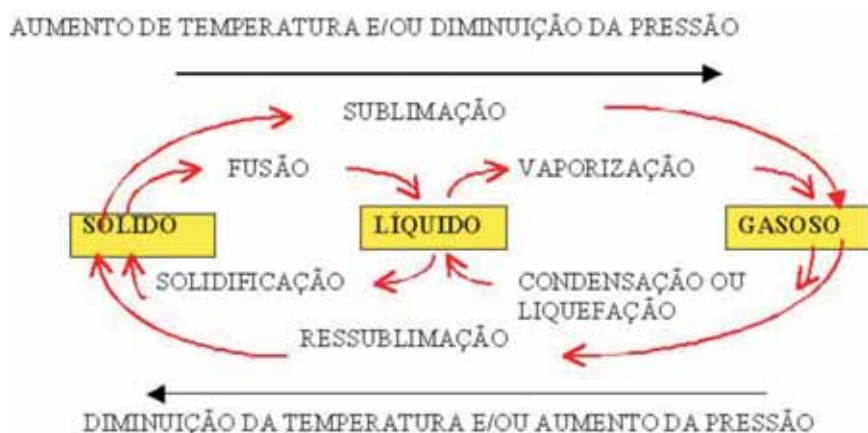 AUMENTO DE TEMPERATURA E/OU DIMINUIÇÃO DA PRESSÃO
SUBLIMAÇÃO
FUSÃO
VAPORIZAÇÃO
SÓLIDO
LÍQUIDO
GASOSO
SOLIDIFICAÇÃO
CONDENSAÇÃO OU
LIQUEFAÇÃO
RESSUBLIMAÇÃO
DIMINUIÇÃO DA TEMPERATURA E/OU AUMENTO DA PRESSÃO